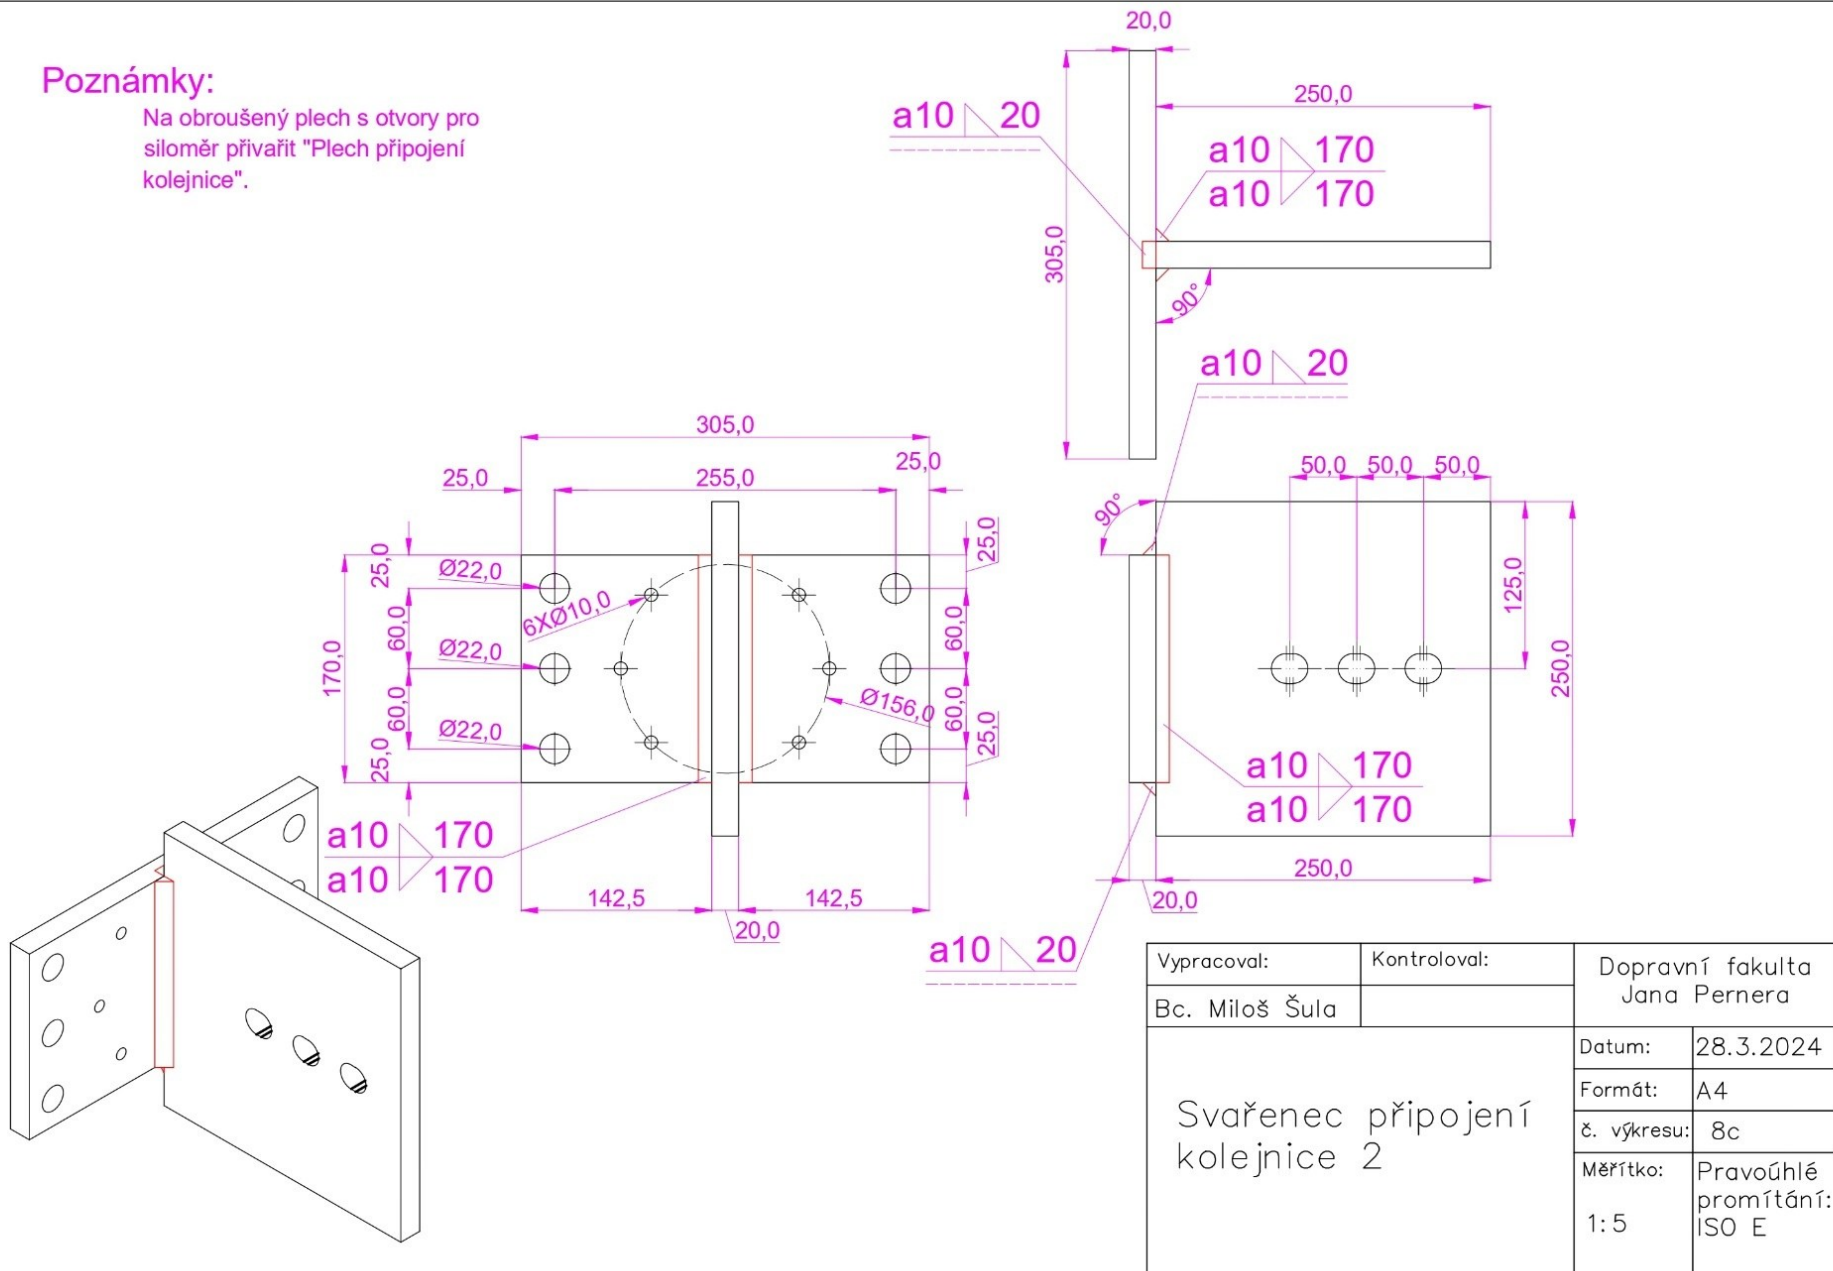 Poznámky:
Na obroušený plech s otvory pro
siloměr přivařit "Plech připojení
kolejnice".
20,0
250,0
a10 20
a10 170
a10 170
305,0
90°
a10 20
305,0
25,0
255,0
25,0
50,0 50,0 50,0
90°
25,0
25,0
Ø22,0
6XØ10,0
60,0
60,0
125,0
170,0
Ø22,0
250,0
60,0
Ø156,0
60,0
Ø22,0
25,0
25,0
a10 170
a10 170
a10 170
a10 170
142,5
142,5
20,0
250,0
20,0
a10 20
Vypracoval:
Kontroloval:
Dopravní fakulta
Jana Pernera
Bc. Miloš Šula
Datum:
28.3.2024
Formát:
A4
č. výkresu:
8c
Svařenec připojení
kolejnice 2
Měřítko:
1:5
Pravoúhlé
promítání:
ISO E